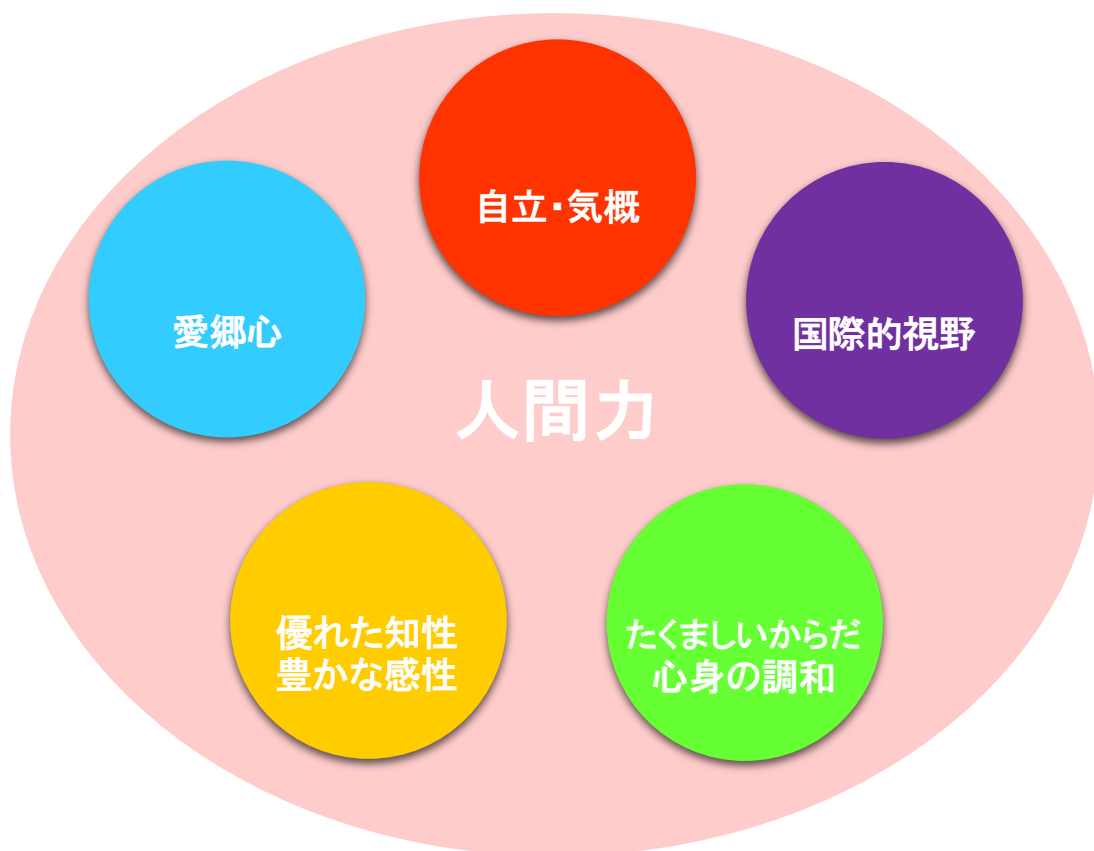 自立・気概
愛郷心
国際的視野
人間力
優れた知性
豊かな感性
たくましいからだ
心身の調和